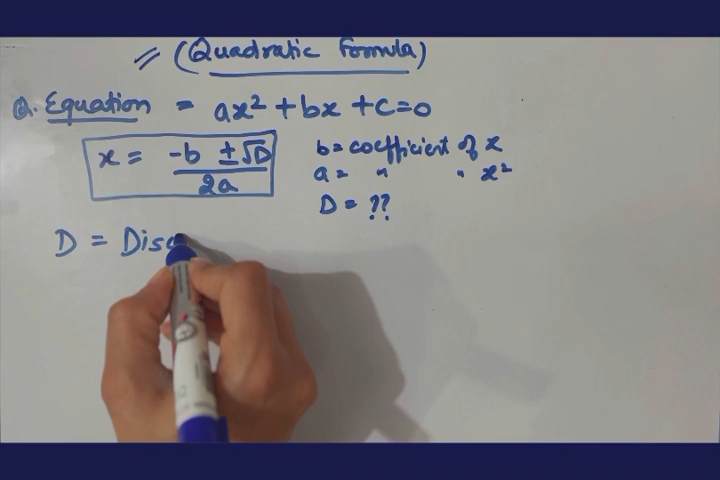 (Quadratic Formula)
Q. Equation = ax² + bx + c = 0
x = -b ± √D / 2a
b = coefficient of x
a = " " x²
D = ??
D = Disc